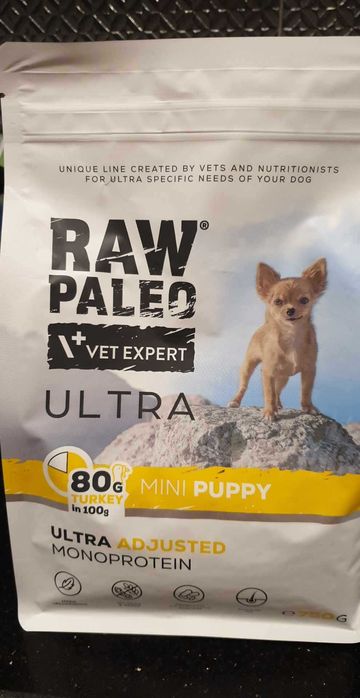 UNIQUE LINE CREATED BY VETS AND NUTRITIONISTS
FOR ULTRA SPECIFIC NEEDS OF YOUR DOG
RAW®
PALEO
V+ VET EXPERT
ULTRA
80G
TURKEY
in 100g
MINI PUPPY
ULTRA ADJUSTED
MONOPROTEIN
℮ 750G